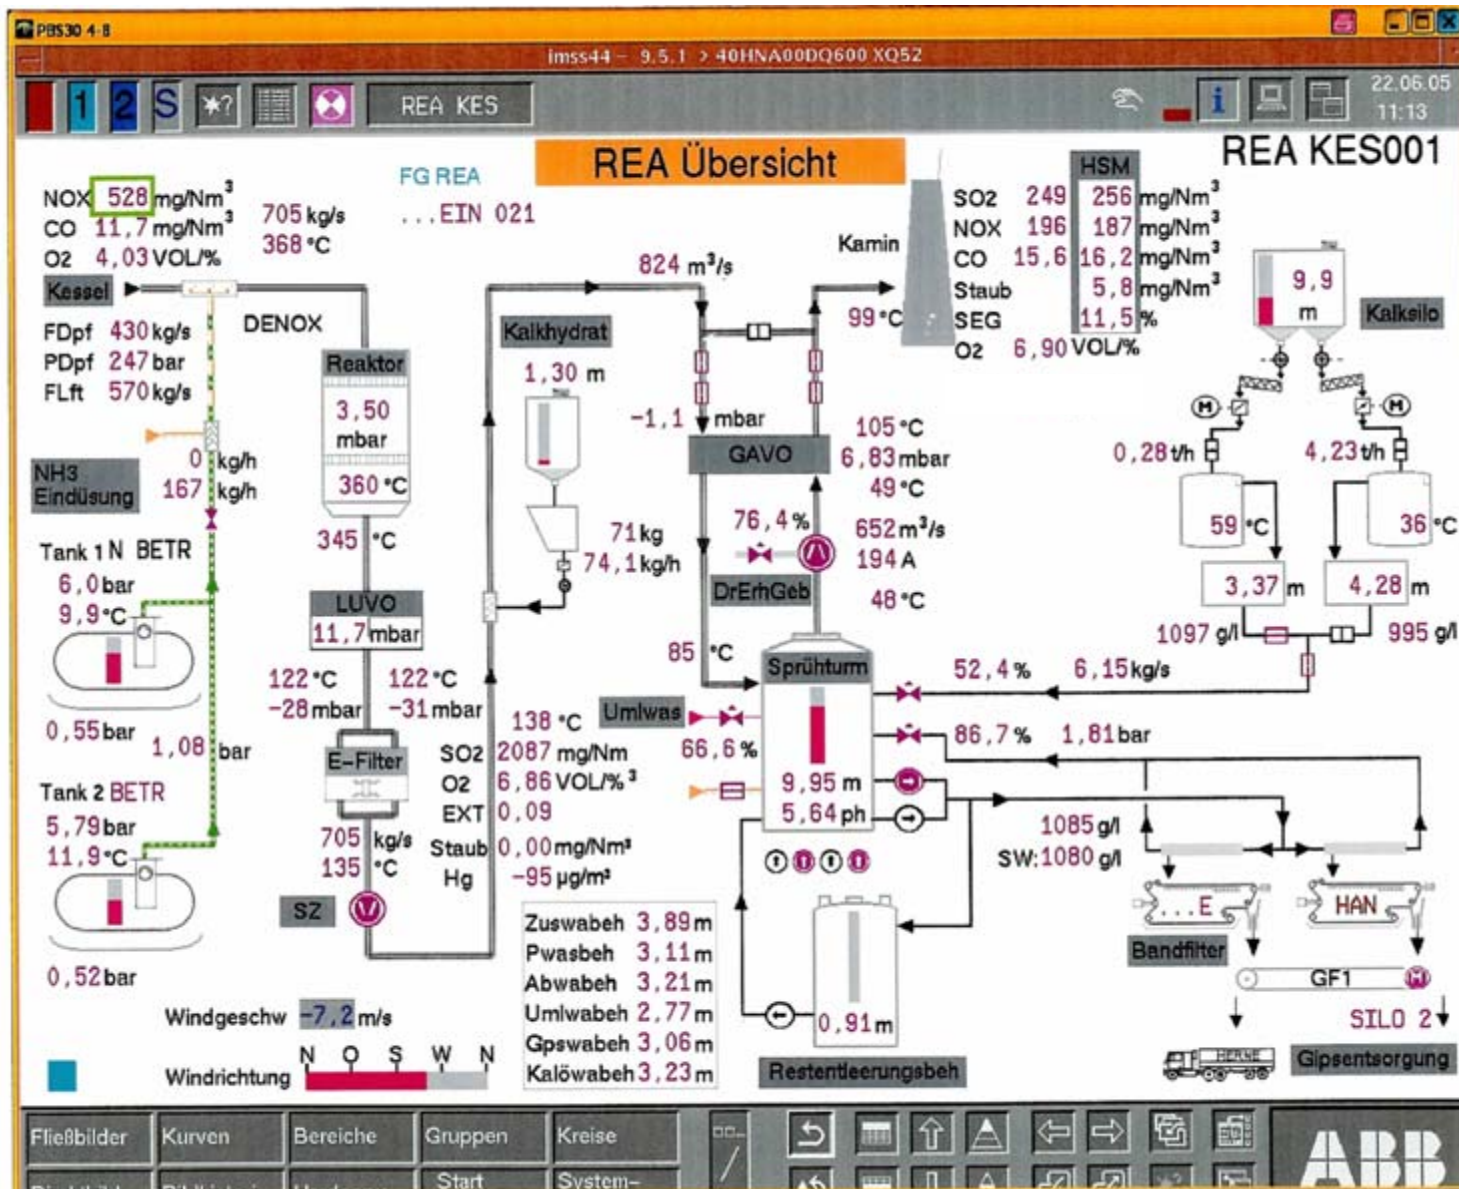 PBS30 4-8
imss44 - 9.5.1 > 40HNA00DQ600 XQ52
1 2 S *? REA KES i 22.06.05
11:13
REA Übersicht
REA KES001
FG REA
...EIN 021
NOX 528 mg/Nm³
CO 11,7 mg/Nm³
O2 4,03 VOL/%
705 kg/s
368 °C
Kessel
FDpf 430 kg/s
PDpf 247 bar
FLft 570 kg/s
DENOX
Reaktor
3,50
mbar
360 °C
345 °C
NH3
Eindüsung
0 kg/h
167 kg/h
Tank 1 N BETR
6,0 bar
9,9 °C
0,55 bar
1,08 bar
Tank 2 BETR
5,79 bar
11,9 °C
0,52 bar
LUVO
11,7 mbar
122 °C
-28 mbar
122 °C
-31 mbar
E-Filter
705 kg/s
135 °C
SZ
Kalkhydrat
1,30 m
71 kg
74,1 kg/h
138 °C
SO2 2087 mg/Nm
O2 6,86 VOL/% ³
EXT 0,09
Staub 0,00 mg/Nm³
Hg -95 µg/m³
824 m³/s
-1,1 mbar
GAVO
105 °C
6,83 mbar
49 °C
76,4 %
652 m³/s
194 A
DrErhGeb
48 °C
85 °C
Kamin
99 °C
HSM
SO2 249 256 mg/Nm³
NOX 196 187 mg/Nm³
CO 15,6 16,2 mg/Nm³
Staub 5,8 mg/Nm³
SEG 11,5 %
O2 6,90 VOL/%
9,9
m
Kalksilo
M M
0,28 t/h
4,23 t/h
59 °C
36 °C
3,37 m
4,28 m
1097 g/l
995 g/l
Sprühturm
Umlwas
66,6 %
9,95 m
5,64 ph
52,4 % 6,15 kg/s
86,7 % 1,81 bar
1085 g/l
SW: 1080 g/l
...E
HAN
Bandfilter
GF1 M
SILO 2
HERNE
Gipsentsorgung
0,91 m
Restentleerungsbeh
Zuswabeh 3,89 m
Pwasbeh 3,11 m
Abwabeh 3,21 m
Umlwabeh 2,77 m
Gpswabeh 3,06 m
Kalöwabeh 3,23 m
Windgeschw -7,2 m/s
N O S W N
Windrichtung
Fließbilder Kurven Bereiche Gruppen Kreise
Start System-
ABB